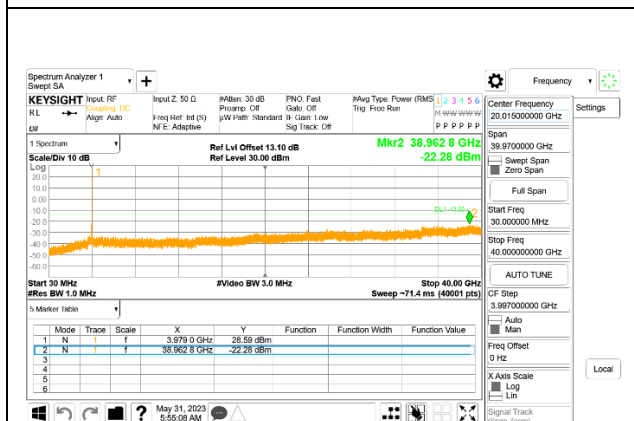 Spectrum Analyzer 1
Swept SA
Frequency
KEYSIGHT
Input: RF
Input Z: 50 Ω
#Atten: 30 dB
PNO: Fast
#Avg Type: Power (RMS
1 2 3 4 5 6
RL
Coupling: DC
Preamp: Off
Gate: Off
Trig: Free Run
M W W W W W
Align: Auto
Freq Ref: Int (S)
µW Path: Standard
IF Gain: Low
NFE: Adaptive
Sig Track: Off
P P P P P P
Center Frequency
20.015000000 GHz
Settings
1 Spectrum
Ref Lvl Offset 13.10 dB
Mkr2 38.962 8 GHz
Scale/Div 10 dB
Ref Level 30.00 dBm
-22.28 dBm
Log
1
20.0
10.0
0.00
-10.0
DL1 -13.00
2
-20.0
-30.0
-40.0
-50.0
-60.0
Start 30 MHz
#Video BW 3.0 MHz
Stop 40.00 GHz
#Res BW 1.0 MHz
Sweep ~71.4 ms (40001 pts)
Span
39.9700000 GHz
Swept Span
Zero Span
Full Span
Start Freq
30.000000 MHz
Stop Freq
40.000000000 GHz
AUTO TUNE
CF Step
3.997000000 GHz
Auto
Man
Freq Offset
0 Hz
X Axis Scale
Log
Lin
Local
Signal Track
(Span Zoom)
5 Marker Table
Mode Trace Scale X Y Function Function Width Function Value
1 N 1 f 3.979 0 GHz 28.59 dBm
2 N 1 f 38.962 8 GHz -22.28 dBm
3
4
5
6
May 31, 2023
5:55:08 AM